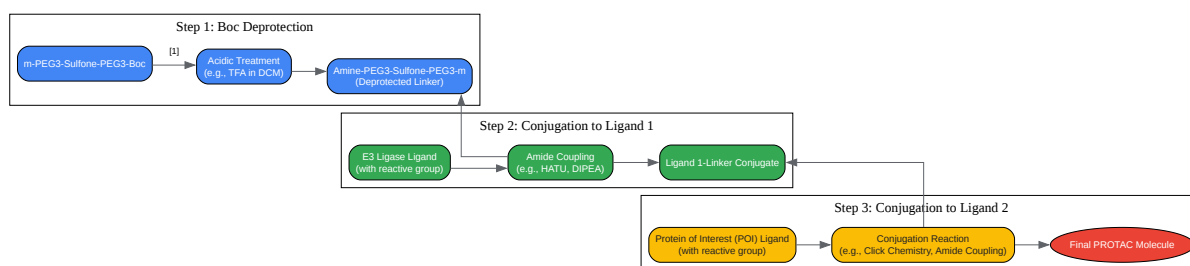 Step 1: Boc Deprotection
m-PEG3-Sulfone-PEG3-Boc
[1]
Acidic Treatment
(e.g., TFA in DCM)
Amine-PEG3-Sulfone-PEG3-m
(Deprotected Linker)
Step 2: Conjugation to Ligand 1
E3 Ligase Ligand
(with reactive group)
Amide Coupling
(e.g., HATU, DIPEA)
Ligand 1-Linker Conjugate
Step 3: Conjugation to Ligand 2
Protein of Interest (POI) Ligand
(with reactive group)
Conjugation Reaction
(e.g., Click Chemistry, Amide Coupling)
Final PROTAC Molecule